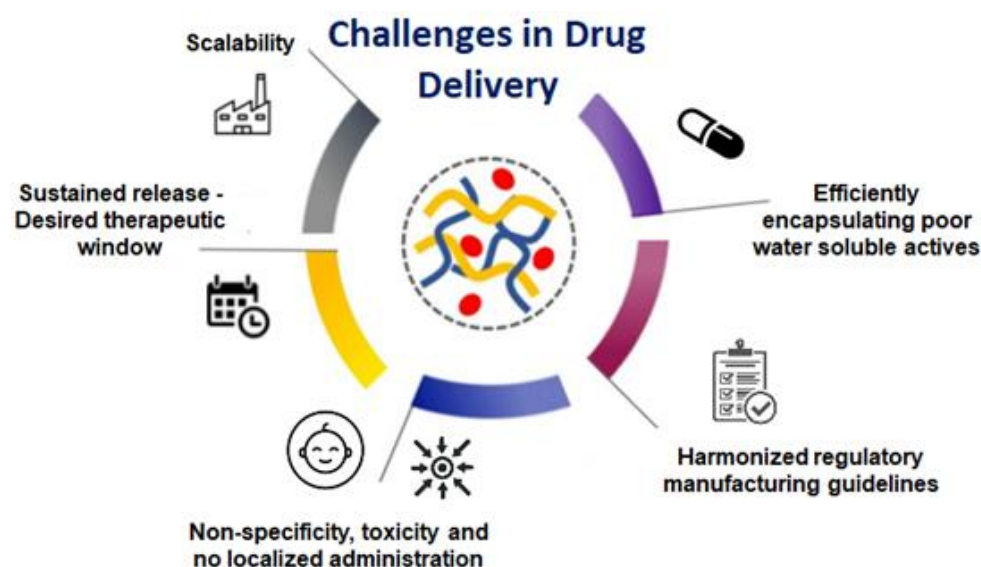 Challenges in Drug
Delivery
Scalability
Sustained release -
Desired therapeutic
window
Efficiently
encapsulating poor
water soluble actives
Harmonized regulatory
manufacturing guidelines
Non-specificity, toxicity and
no localized administration